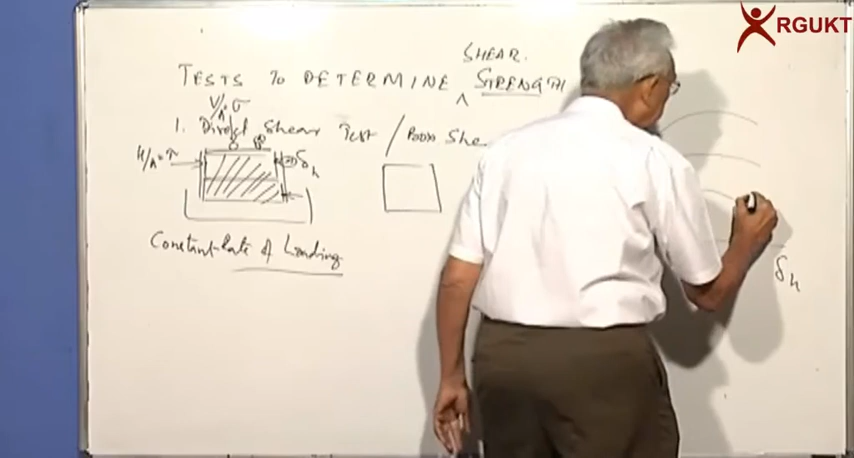 RGUKT
SHEAR.
TESTS To DETERMINE ^ STRENGTH
V/A = σ
1. Direct Shear Test / Box She
H/A = τ
δh
Constant Rate of Loading
δh